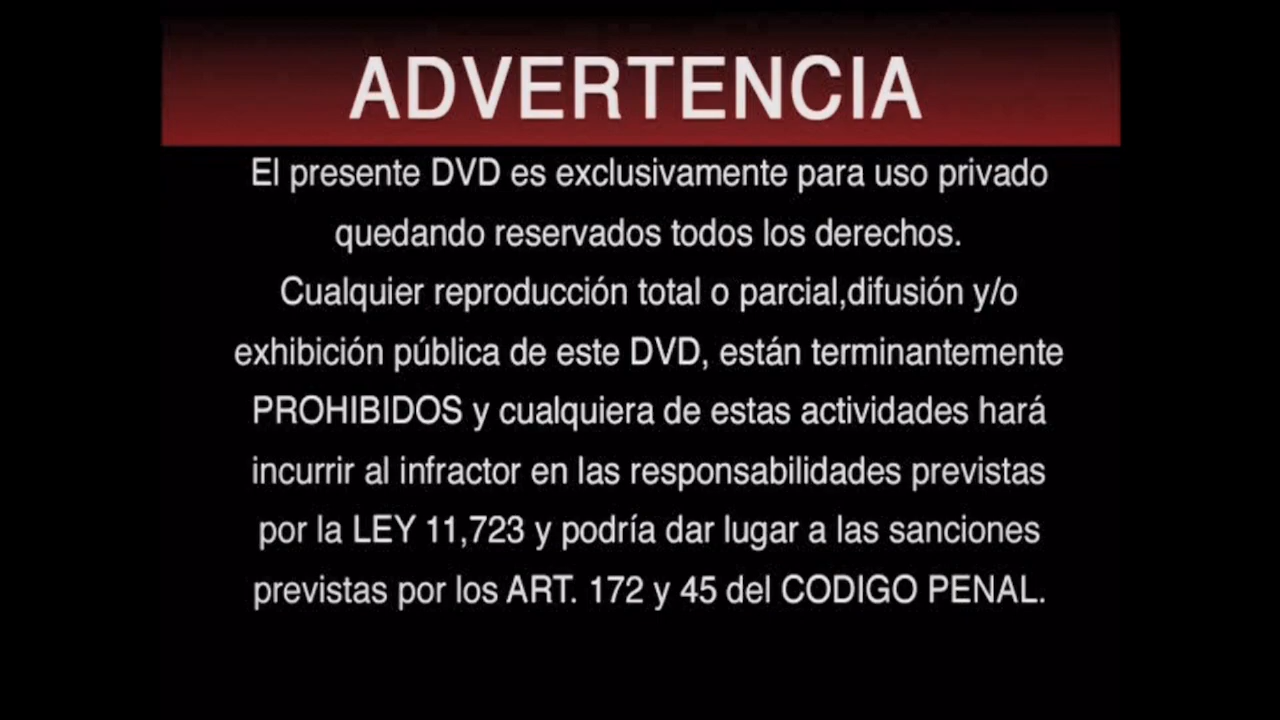 ADVERTENCIA
El presente DVD es exclusivamente para uso privado
quedando reservados todos los derechos.
Cualquier reproducción total o parcial,difusión y/o
exhibición pública de este DVD, están terminantemente
PROHIBIDOS y cualquiera de estas actividades hará
incurrir al infractor en las responsabilidades previstas
por la LEY 11,723 y podría dar lugar a las sanciones
previstas por los ART. 172 y 45 del CODIGO PENAL.